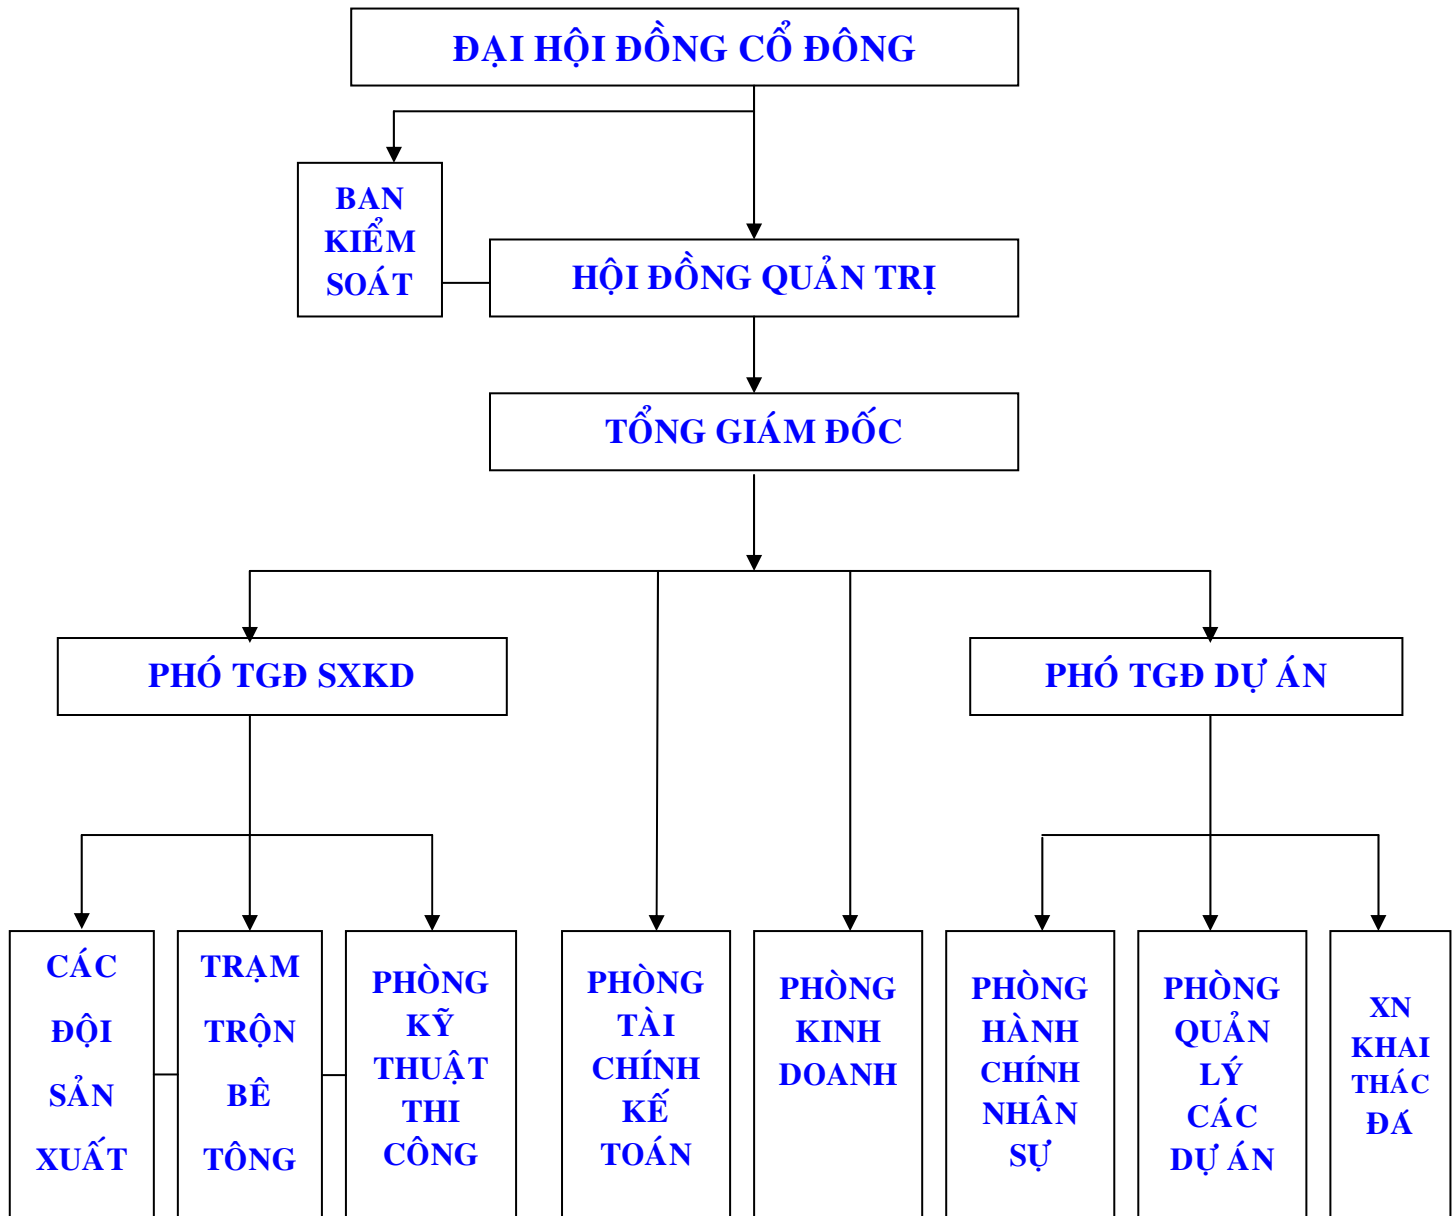 ĐẠI HỘI ĐỒNG CỔ ĐÔNG
BAN
KIỂM
SOÁT
HỘI ĐỒNG QUẢN TRỊ
TỔNG GIÁM ĐỐC
PHÓ TGĐ SXKD
PHÓ TGĐ DỰ ÁN
CÁC
ĐỘI
SẢN
XUẤT
TRẠM
TRỘN
BÊ
TÔNG
PHÒNG
KỸ
THUẬT
THI
CÔNG
PHÒNG
TÀI
CHÍNH
KẾ
TOÁN
PHÒNG
KINH
DOANH
PHÒNG
HÀNH
CHÍNH
NHÂN
SỰ
PHÒNG
QUẢN
LÝ
CÁC
DỰ ÁN
XN
KHAI
THÁC
ĐÁ